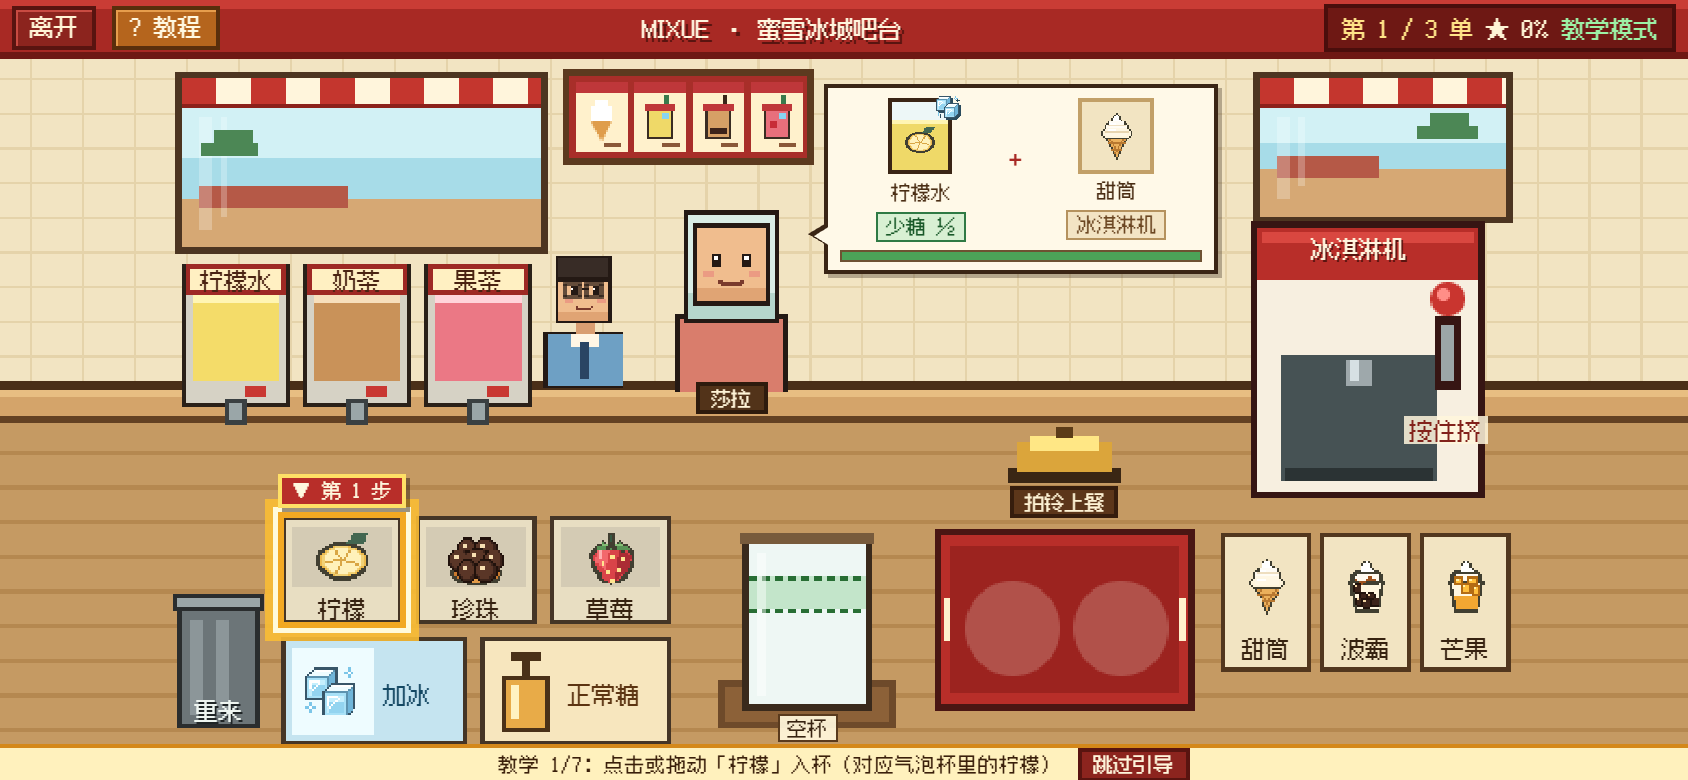 离开
? 教程
MIXUE · 蜜雪冰城吧台
第 1 / 3 单 ★ 0% 教学模式
柠檬水
+
甜筒
少糖 ½
冰淇淋机
冰淇淋机
柠檬水
奶茶
果茶
莎拉
按住挤
▼ 第 1 步
拍铃上餐
柠檬
珍珠
草莓
甜筒
波霸
芒果
重来
加冰
正常糖
空杯
教学 1/7: 点击或拖动「柠檬」入杯（对应气泡杯里的柠檬）
跳过引导